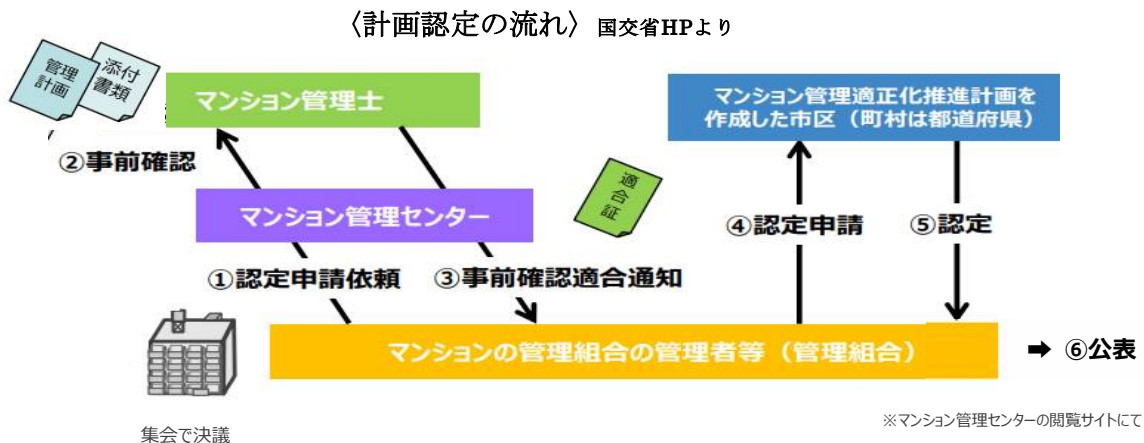 〈計画認定の流れ〉国交省HPより
管理
計画
添付
書類
マンション管理士
マンション管理適正化推進計画を
作成した市区（町村は都道府県）
②事前確認
適合証
マンション管理センター
④認定申請
⑤認定
①認定申請依頼
③事前確認適合通知
マンションの管理組合の管理者等（管理組合）
➡ ⑥公表
※マンション管理センターの閲覧サイトにて
集会で決議